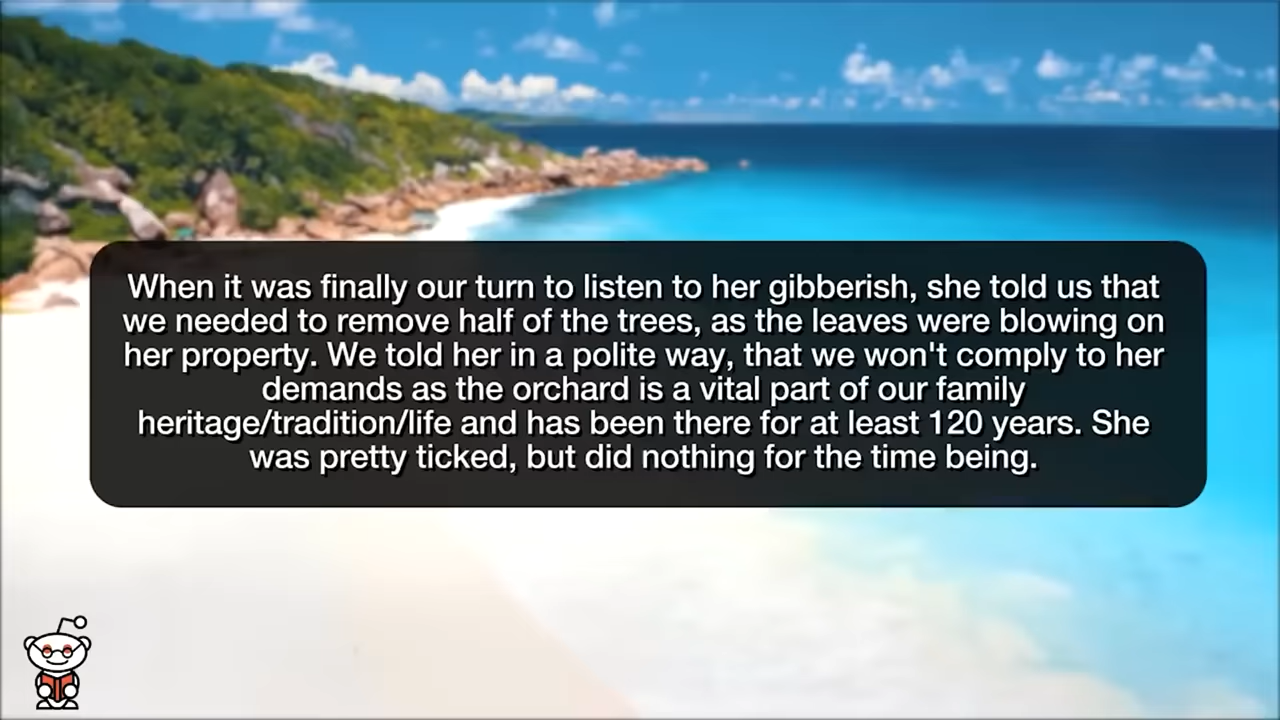 When it was finally our turn to listen to her gibberish, she told us that
we needed to remove half of the trees, as the leaves were blowing on
her property. We told her in a polite way, that we won't comply to her
demands as the orchard is a vital part of our family
heritage/tradition/life and has been there for at least 120 years. She
was pretty ticked, but did nothing for the time being.